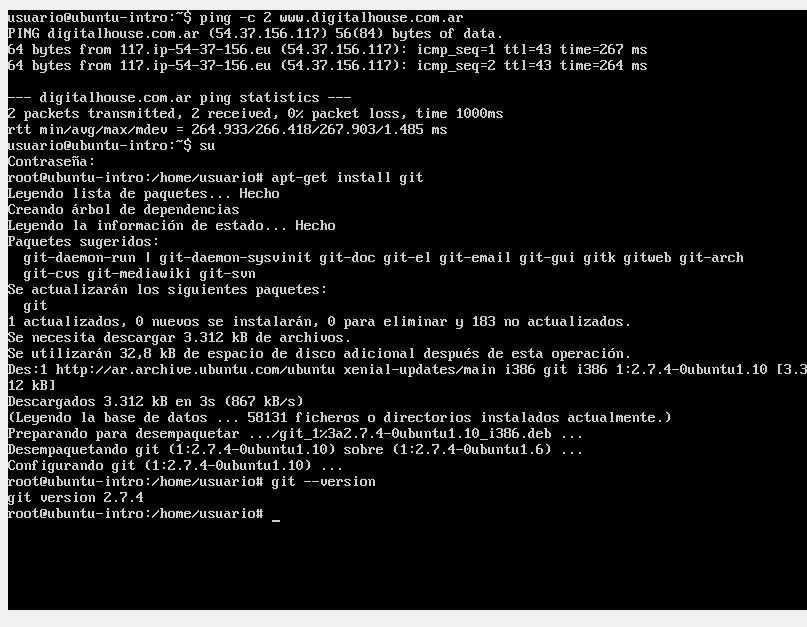 usuario@ubuntu-intro:~$ ping -c 2 www.digitalhouse.com.ar
PING digitalhouse.com.ar (54.37.156.117) 56(84) bytes of data.
64 bytes from 117.ip-54-37-156.eu (54.37.156.117): icmp_seq=1 ttl=43 time=267 ms
64 bytes from 117.ip-54-37-156.eu (54.37.156.117): icmp_seq=2 ttl=43 time=264 ms
--- digitalhouse.com.ar ping statistics ---
2 packets transmitted, 2 received, 0% packet loss, time 1000ms
rtt min/avg/max/mdev = 264.933/266.418/267.903/1.485 ms
usuario@ubuntu-intro:~$ su
Contraseña:
root@ubuntu-intro:/home/usuario# apt-get install git
Leyendo lista de paquetes... Hecho
Creando árbol de dependencias
Leyendo la información de estado... Hecho
Paquetes sugeridos:
  git-daemon-run | git-daemon-sysvinit git-doc git-el git-email git-gui gitk gitweb git-arch
  git-cvs git-mediawiki git-svn
Se actualizarán los siguientes paquetes:
  git
1 actualizados, 0 nuevos se instalarán, 0 para eliminar y 183 no actualizados.
Se necesita descargar 3.312 kB de archivos.
Se utilizarán 32,8 kB de espacio de disco adicional después de esta operación.
Des:1 http://ar.archive.ubuntu.com/ubuntu xenial-updates/main i386 git i386 1:2.7.4-0ubuntu1.10 [3.3
12 kB]
Descargados 3.312 kB en 3s (867 kB/s)
(Leyendo la base de datos ... 58131 ficheros o directorios instalados actualmente.)
Preparando para desempaquetar .../git_1%3a2.7.4-0ubuntu1.10_i386.deb ...
Desempaquetando git (1:2.7.4-0ubuntu1.10) sobre (1:2.7.4-0ubuntu1.6) ...
Configurando git (1:2.7.4-0ubuntu1.10) ...
root@ubuntu-intro:/home/usuario# git --version
git version 2.7.4
root@ubuntu-intro:/home/usuario# _